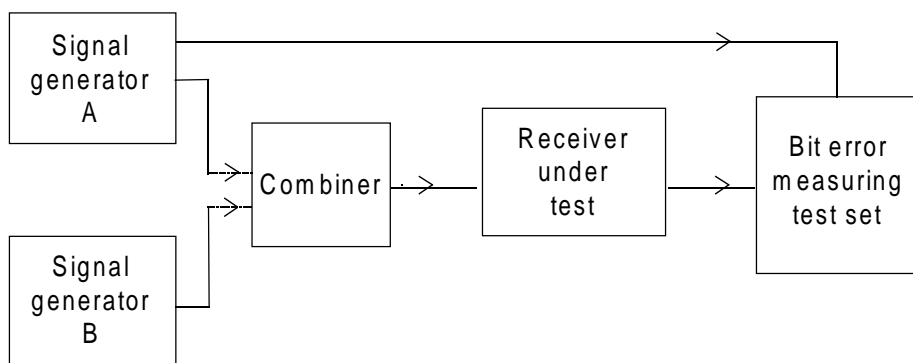 Signal
generator
A
Combiner
Receiver
under
test
Bit error
measuring
test set
Signal
generator
B